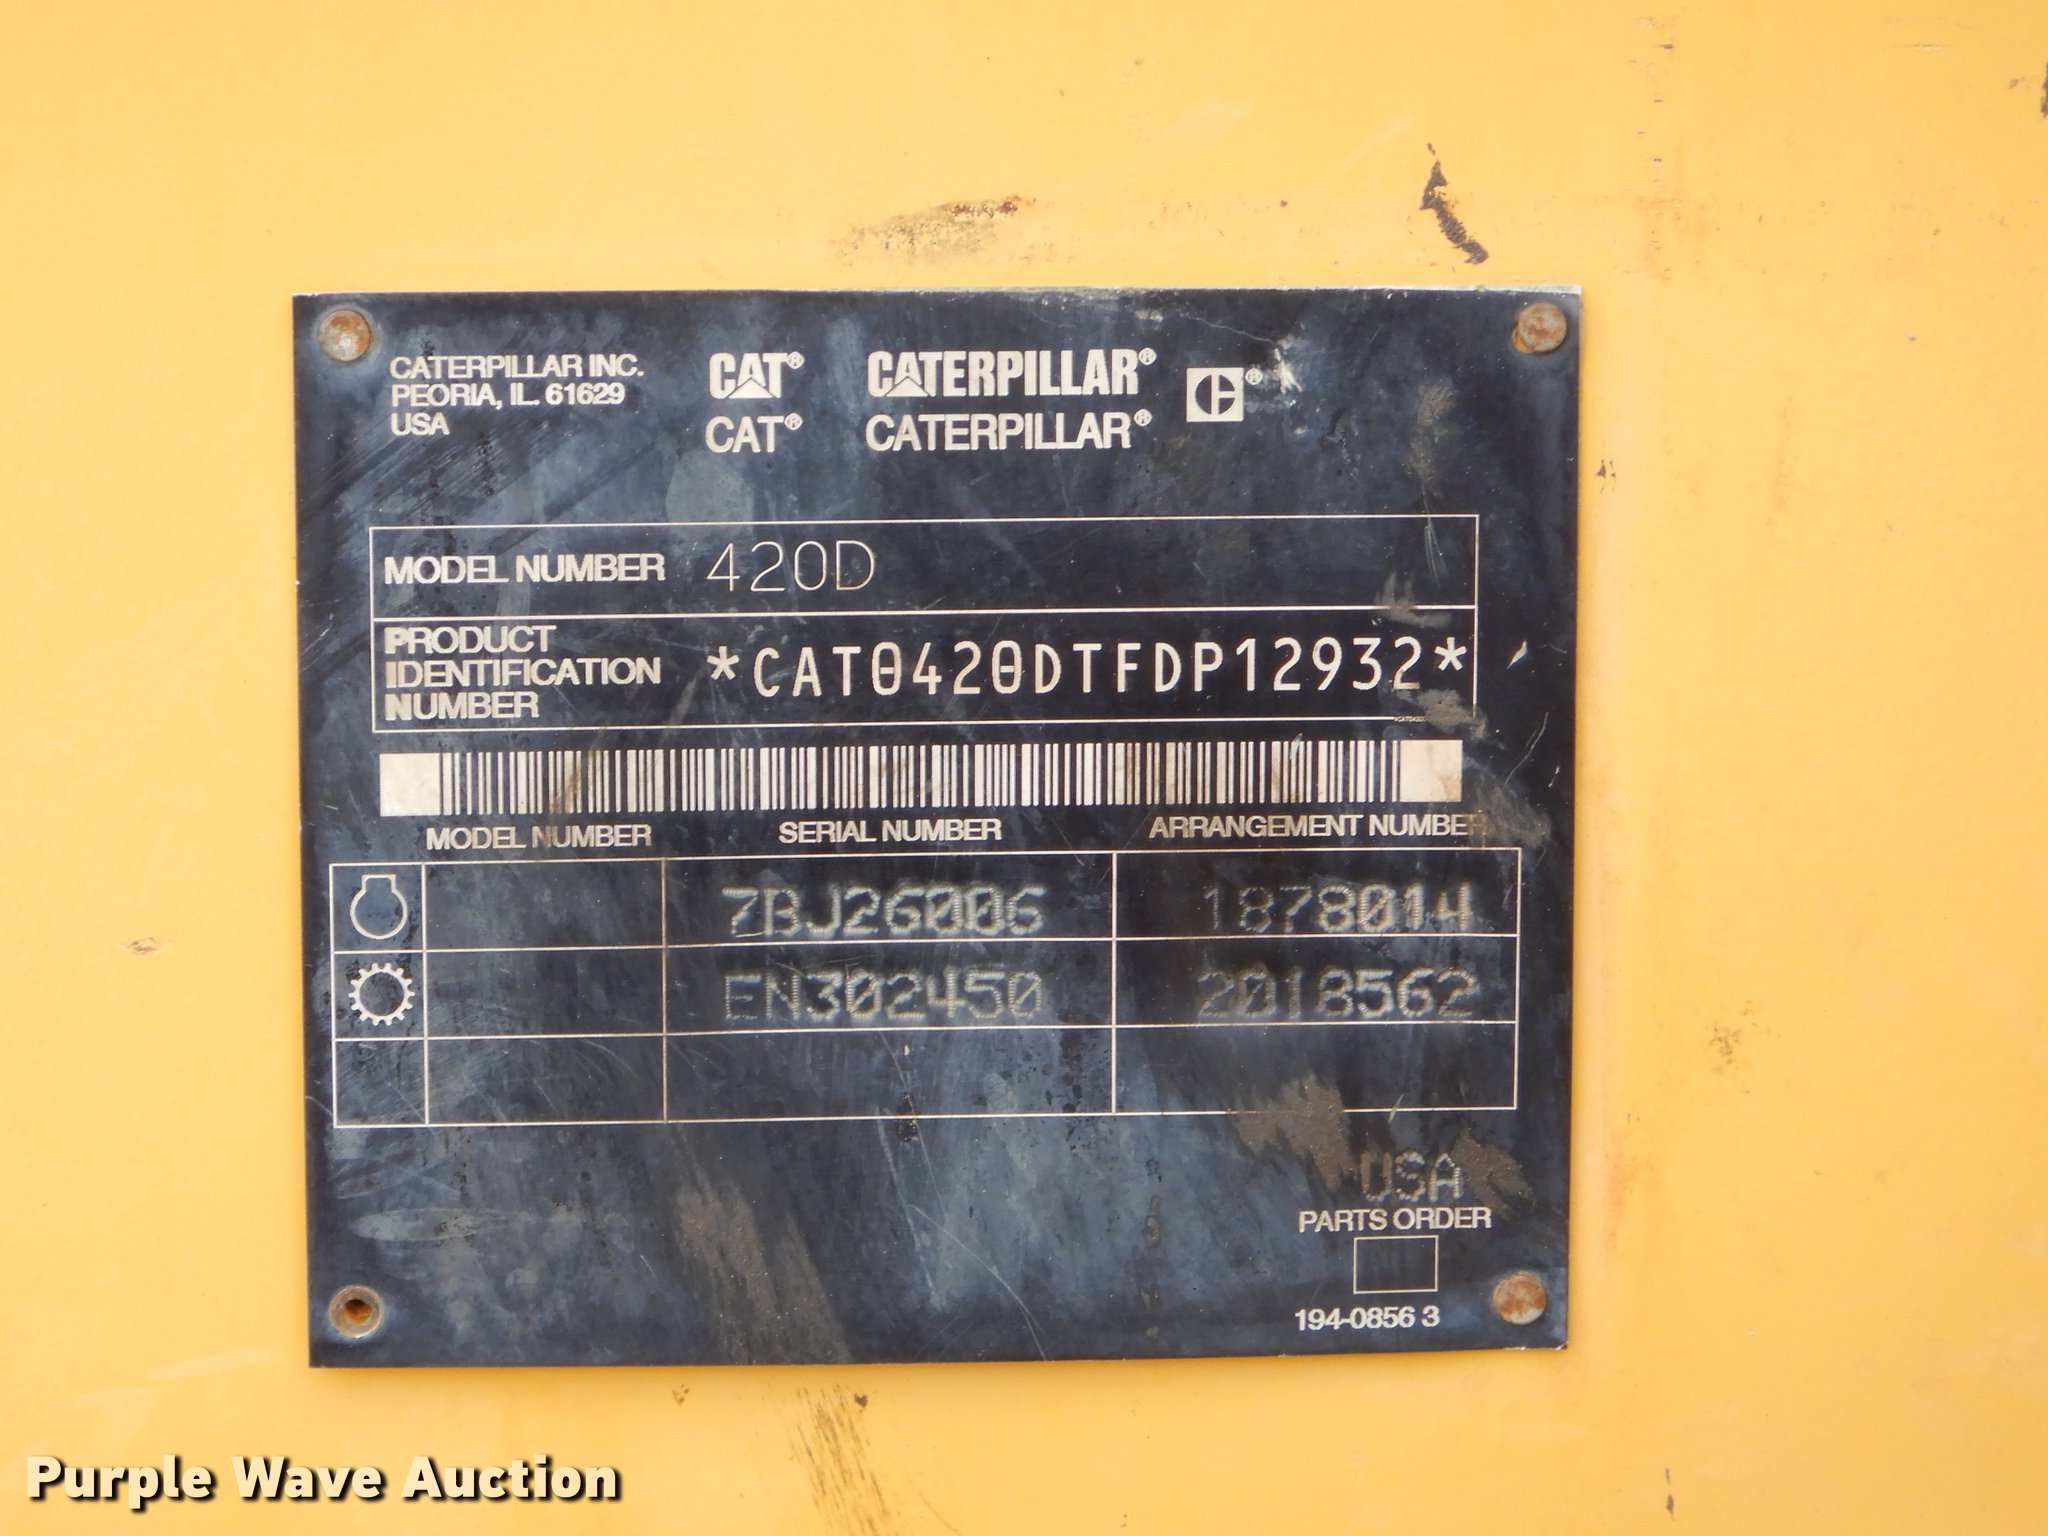 CATERPILLAR INC.
PEORIA, IL. 61629
USA
CAT® CATERPILLAR® C®
CAT® CATERPILLAR®
MODEL NUMBER 420D
PRODUCT
IDENTIFICATION
NUMBER
*CAT0420DTFDP12932*
MODEL NUMBER SERIAL NUMBER ARRANGEMENT NUMBER
7BJ26006 1878014
EN302450 2018562
USA
PARTS ORDER
194-0856 3
Purple Wave Auction